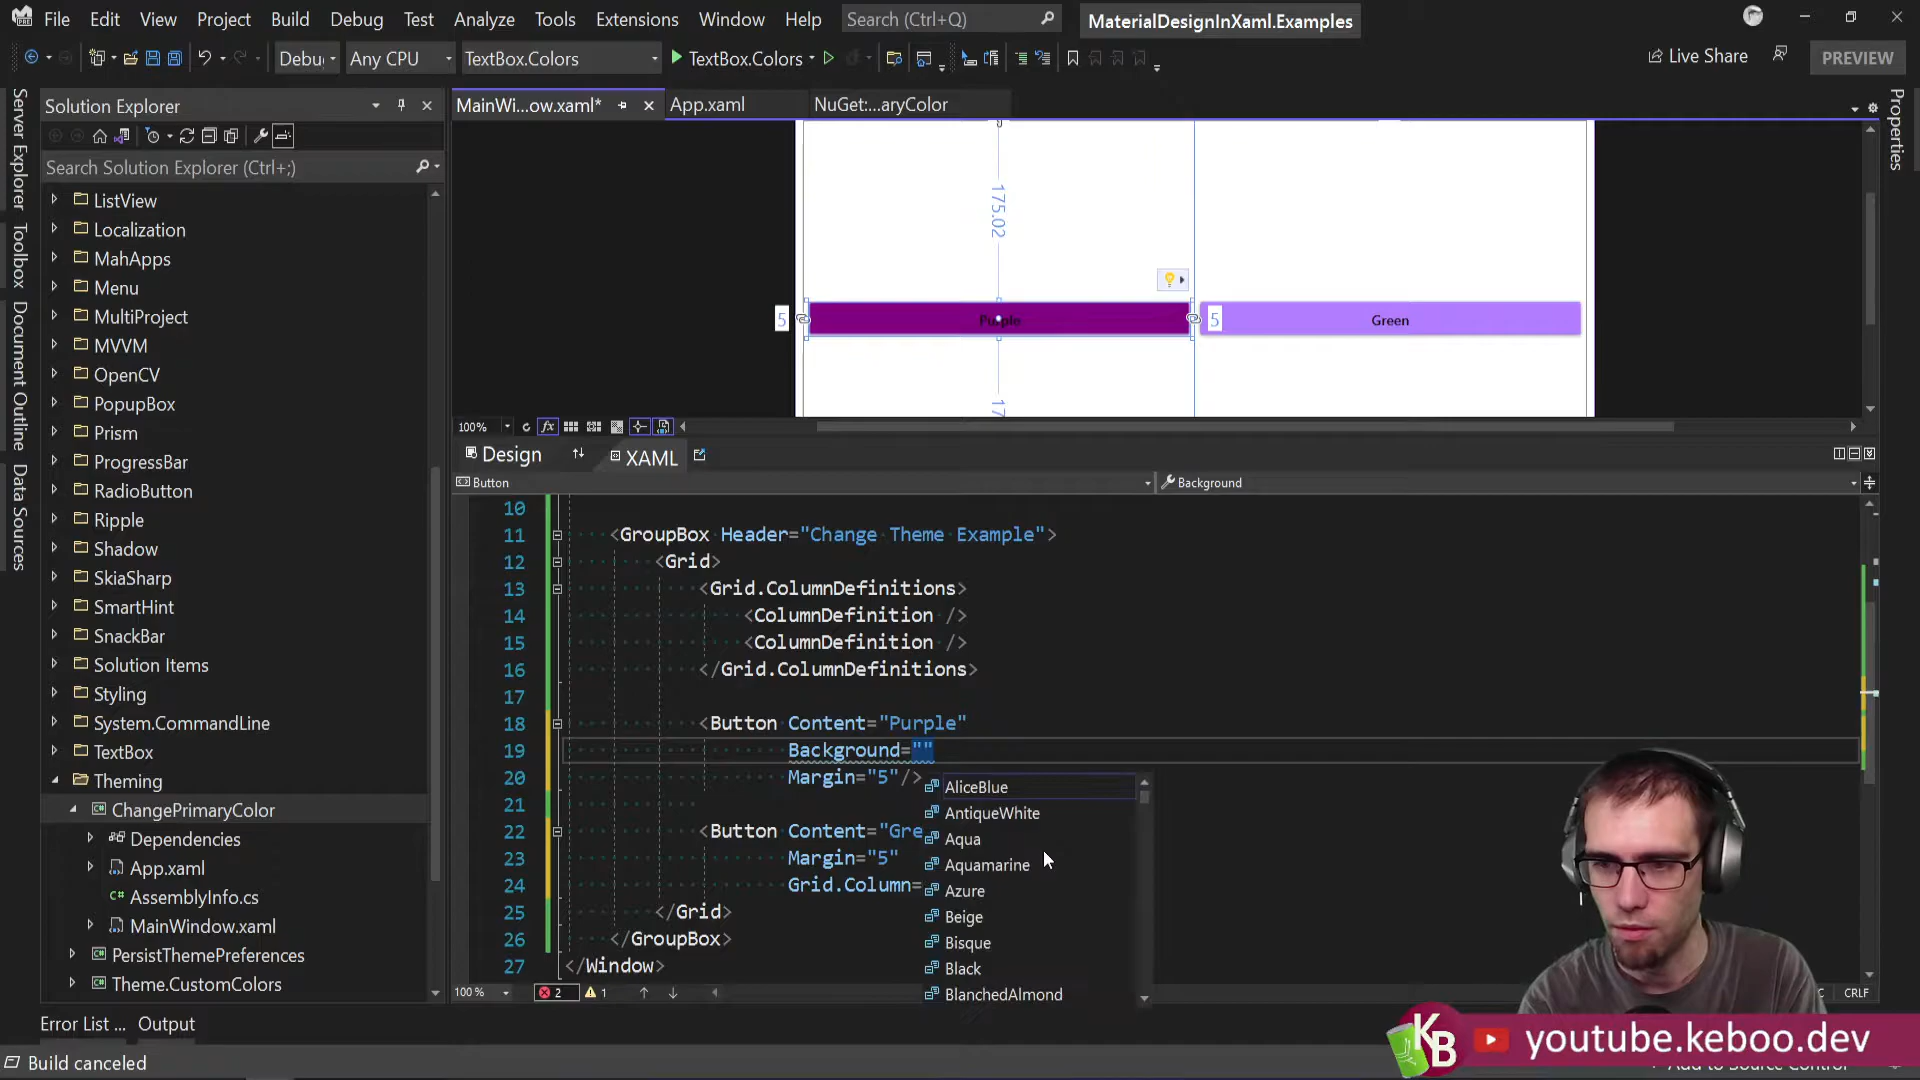 File Edit View Project Build Debug Test Analyze Tools Extensions Window Help Search (Ctrl+Q) MaterialDesignInXaml.Examples
Any CPU TextBox.Colors TextBox.Colors Live Share PREVIEW
Server Explorer
Toolbox
Document Outline
Data Sources
Solution Explorer
Search Solution Explorer (Ctrl+;)
ListView
Localization
MahApps
Menu
MultiProject
MVVM
OpenCV
PopupBox
Prism
ProgressBar
RadioButton
Ripple
Shadow
SkiaSharp
SmartHint
SnackBar
Solution Items
Styling
System.CommandLine
TextBox
Theming
ChangePrimaryColor
Dependencies
App.xaml
AssemblyInfo.cs
MainWindow.xaml
PersistThemePreferences
Theme.CustomColors
MainWi...ow.xaml* App.xaml NuGet:...aryColor
Properties
175.02
5 Purple 5 Green
17
100%
Design XAML
Button Background
10
11 <GroupBox Header="Change Theme Example">
12 <Grid>
13 <Grid.ColumnDefinitions>
14 <ColumnDefinition />
15 <ColumnDefinition />
16 </Grid.ColumnDefinitions>
17
18 <Button Content="Purple"
19 Background=""
20 Margin="5"/>
21
22 <Button Content="Gre
23 Margin="5"
24 Grid.Column=
25 </Grid>
26 </GroupBox>
27 </Window>
AliceBlue
AntiqueWhite
Aqua
Aquamarine
Azure
Beige
Bisque
Black
BlanchedAlmond
100 % 2 1 CRLF
Error List ... Output
Build canceled
KB youtube.keboo.dev